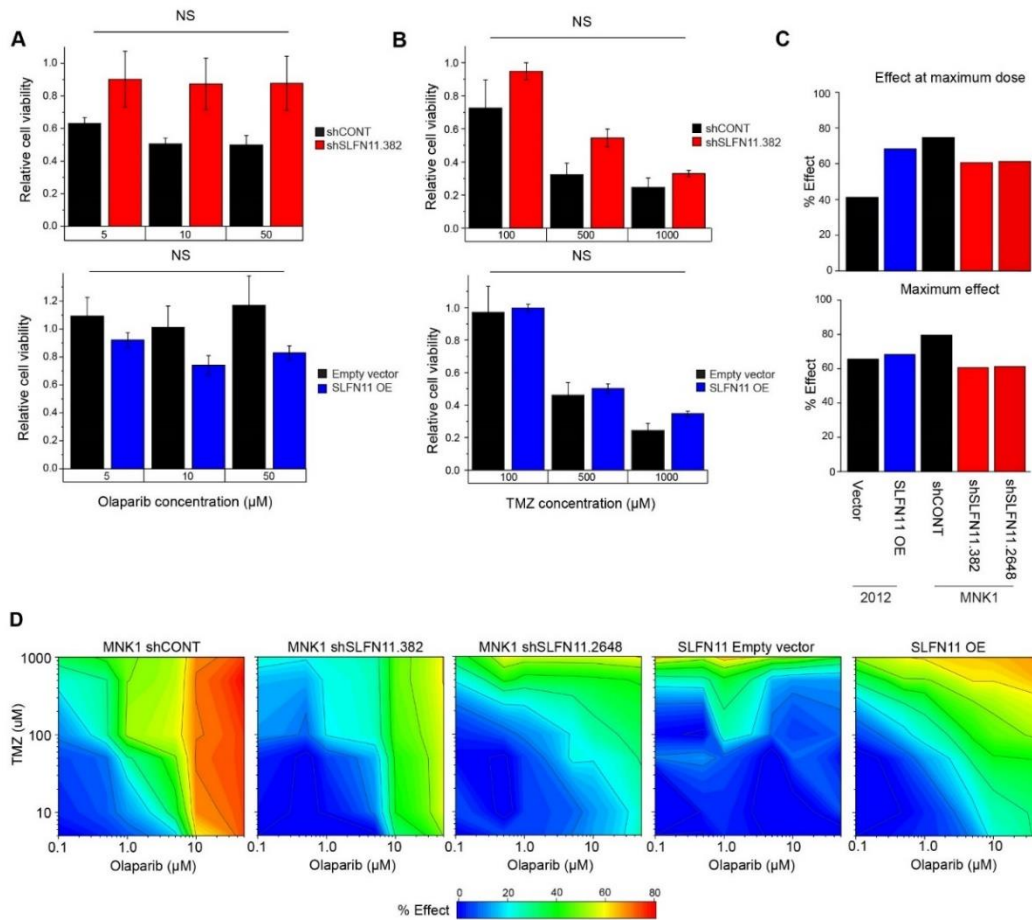 A
NS
Relative cell viability
1.0
0.8
0.6
0.4
0.2
0.0
5
10
50
shCONT
shSLFN11.382
NS
Relative cell viability
1.2
1.0
0.8
0.6
0.4
0.2
0.0
5
10
50
Empty vector
SLFN11 OE
Olaparib concentration (µM)
B
NS
Relative cell viability
1.0
0.8
0.6
0.4
0.2
0.0
100
500
1000
shCONT
shSLFN11.382
NS
Relative cell viability
1.0
0.8
0.6
0.4
0.2
0.0
100
500
1000
Empty vector
SLFN11 OE
TMZ concentration (µM)
C
Effect at maximum dose
% Effect
100
80
60
40
20
0
Maximum effect
% Effect
100
80
60
40
20
0
Vector
SLFN11 OE
shCONT
shSLFN11.382
shSLFN11.2648
2012
MNK1
D
MNK1 shCONT
MNK1 shSLFN11.382
MNK1 shSLFN11.2648
SLFN11 Empty vector
SLFN11 OE
TMZ (uM)
1000
100
10
0.1 1.0 10
0.1 1.0 10
0.1 1.0 10
0.1 1.0 10
0.1 1.0 10
Olaparib (µM)
Olaparib (µM)
Olaparib (µM)
Olaparib (µM)
Olaparib (µM)
% Effect
0 20 40 60 80